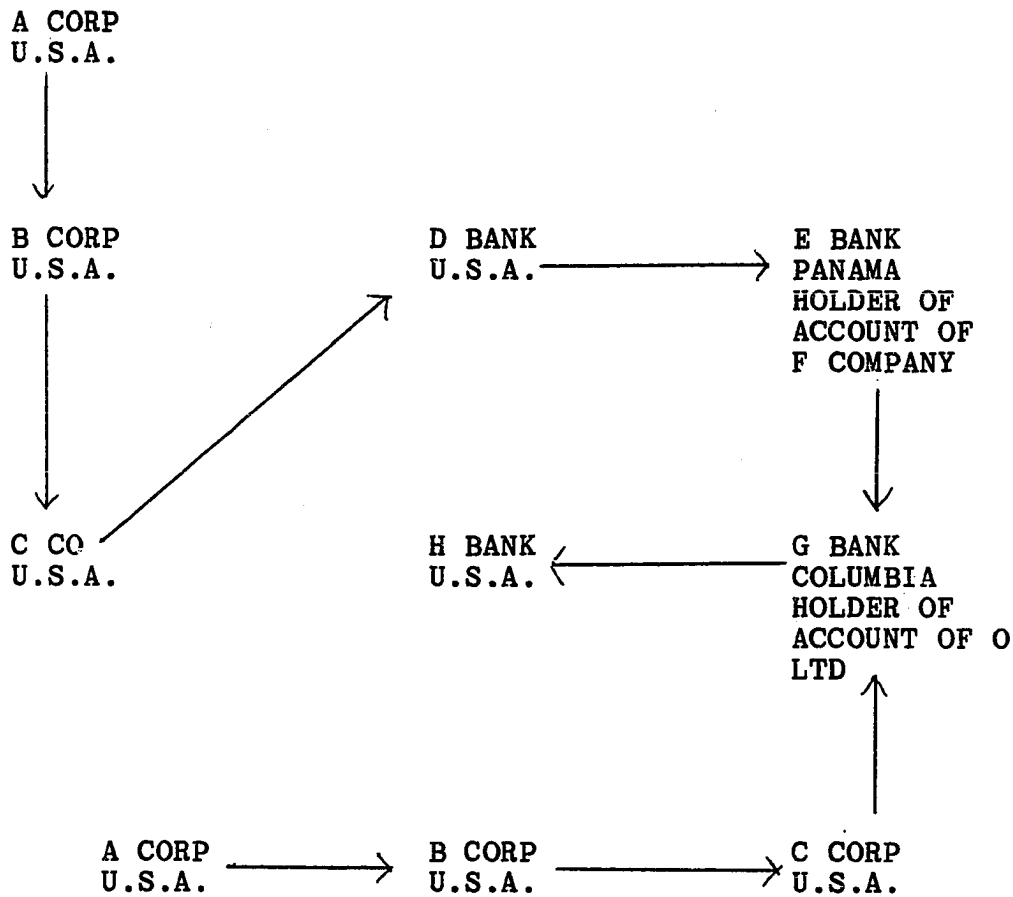 A CORP
U.S.A.
B CORP
U.S.A.
D BANK
U.S.A.
E BANK
PANAMA
HOLDER OF
ACCOUNT OF
F COMPANY
C CO
U.S.A.
H BANK
U.S.A.
G BANK
COLUMBIA
HOLDER OF
ACCOUNT OF O
LTD
A CORP
U.S.A.
B CORP
U.S.A.
C CORP
U.S.A.